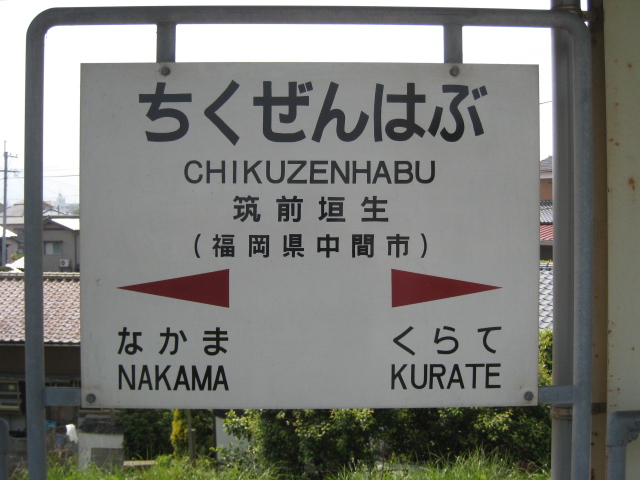 ちくぜんはぶ
CHIKUZENHABU
筑前垣生
(福岡県中間市)
なかま くらて
NAKAMA KURATE